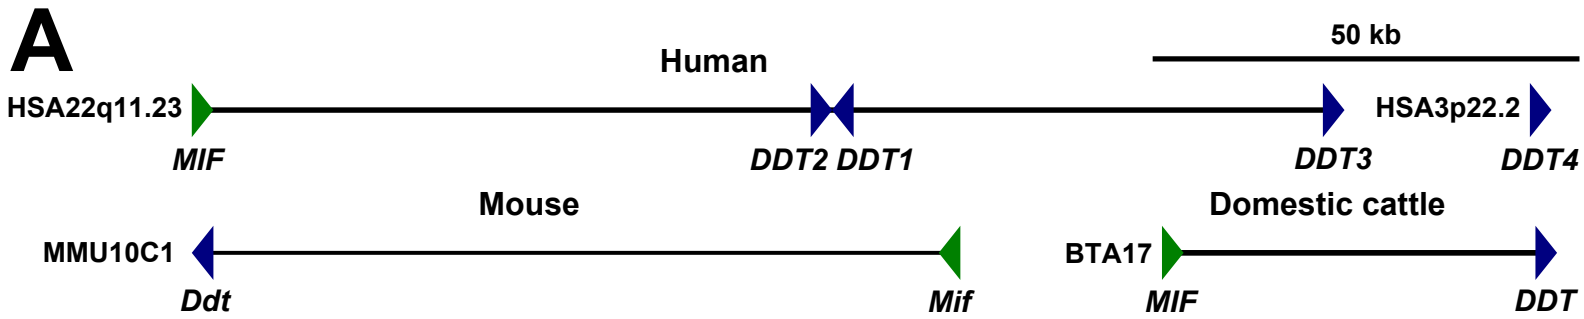 A
Human
50 kb
HSA22q11.23
HSA3p22.2
MIF
DDT2 DDT1
DDT3
DDT4
Mouse
Domestic cattle
MMU10C1
BTA17
Ddt
Mif
MIF
DDT